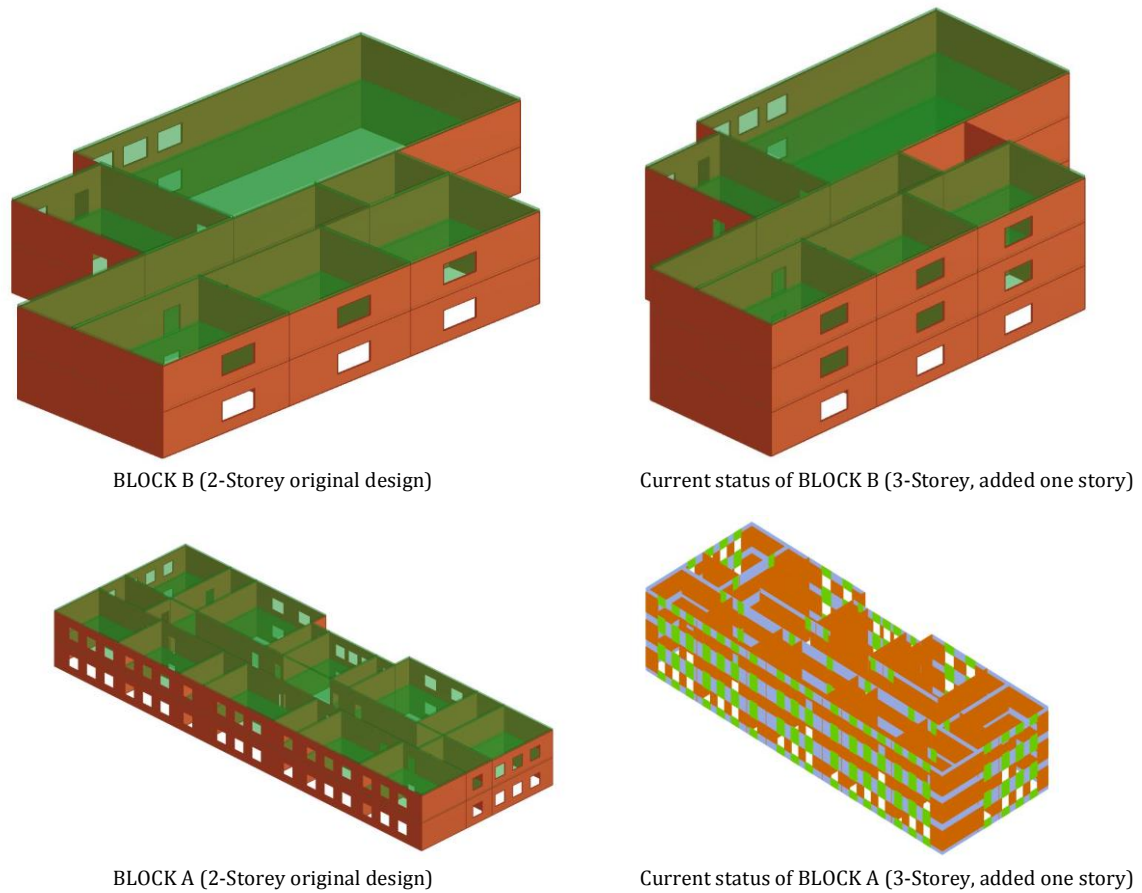 BLOCK B (2-Storey original design)
Current status of BLOCK B (3-Storey, added one story)
BLOCK A (2-Storey original design)
Current status of BLOCK A (3-Storey, added one story)